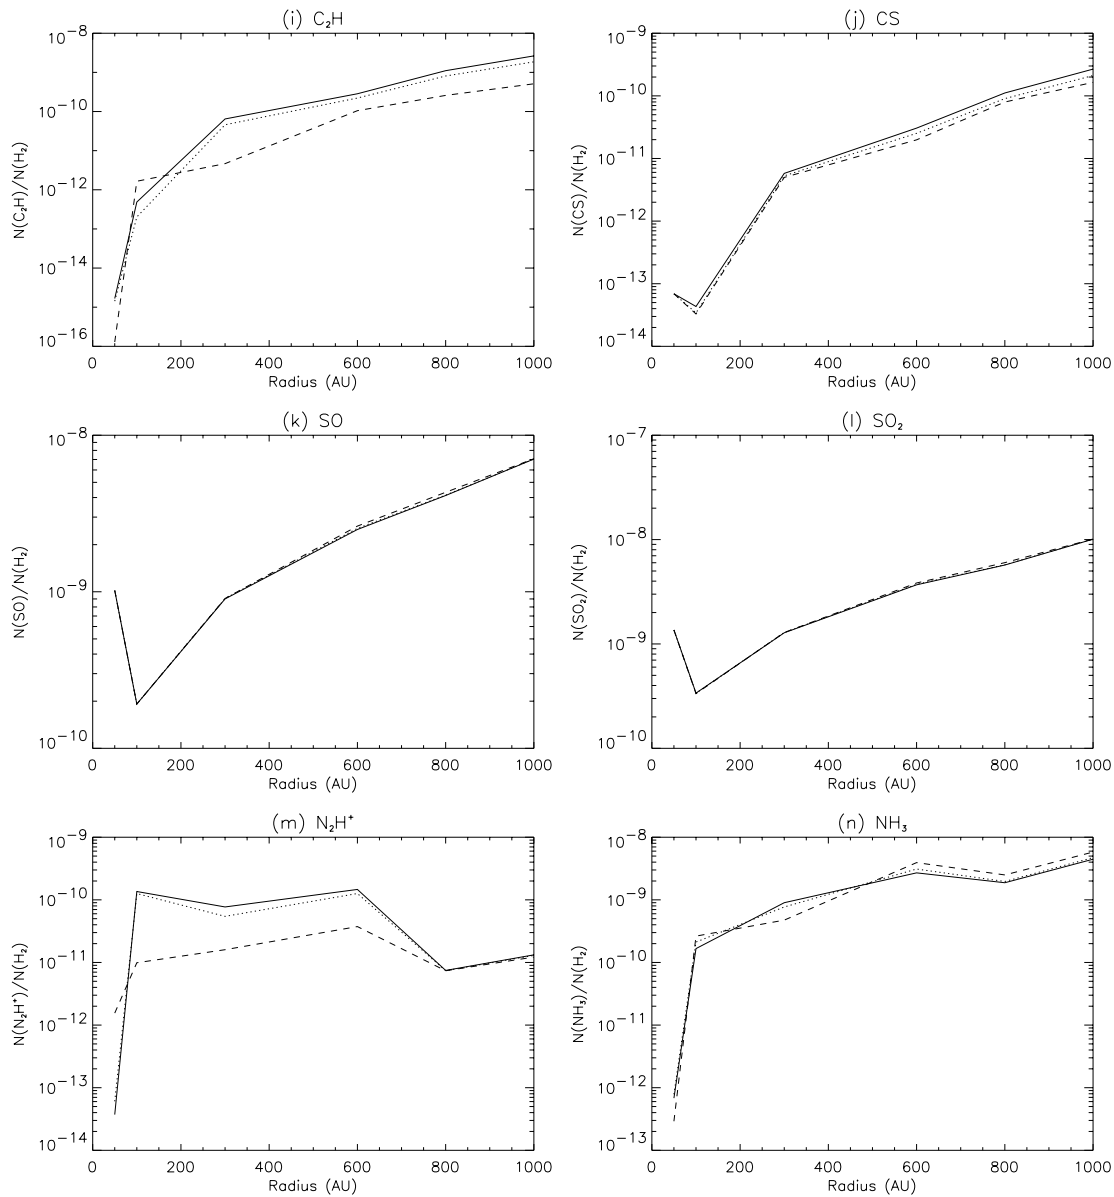 (i) C₂H
N(C₂H)/N(H₂)
10⁻⁸
10⁻¹⁰
10⁻¹²
10⁻¹⁴
10⁻¹⁶
0 200 400 600 800 1000
Radius (AU)
(j) CS
N(CS)/N(H₂)
10⁻⁹
10⁻¹⁰
10⁻¹¹
10⁻¹²
10⁻¹³
10⁻¹⁴
0 200 400 600 800 1000
Radius (AU)
(k) SO
N(SO)/N(H₂)
10⁻⁸
10⁻⁹
10⁻¹⁰
0 200 400 600 800 1000
Radius (AU)
(l) SO₂
N(SO₂)/N(H₂)
10⁻⁷
10⁻⁸
10⁻⁹
10⁻¹⁰
0 200 400 600 800 1000
Radius (AU)
(m) N₂H⁺
N(N₂H⁺)/N(H₂)
10⁻⁹
10⁻¹⁰
10⁻¹¹
10⁻¹²
10⁻¹³
10⁻¹⁴
0 200 400 600 800 1000
Radius (AU)
(n) NH₃
N(NH₃)/N(H₂)
10⁻⁸
10⁻⁹
10⁻¹⁰
10⁻¹¹
10⁻¹²
10⁻¹³
0 200 400 600 800 1000
Radius (AU)